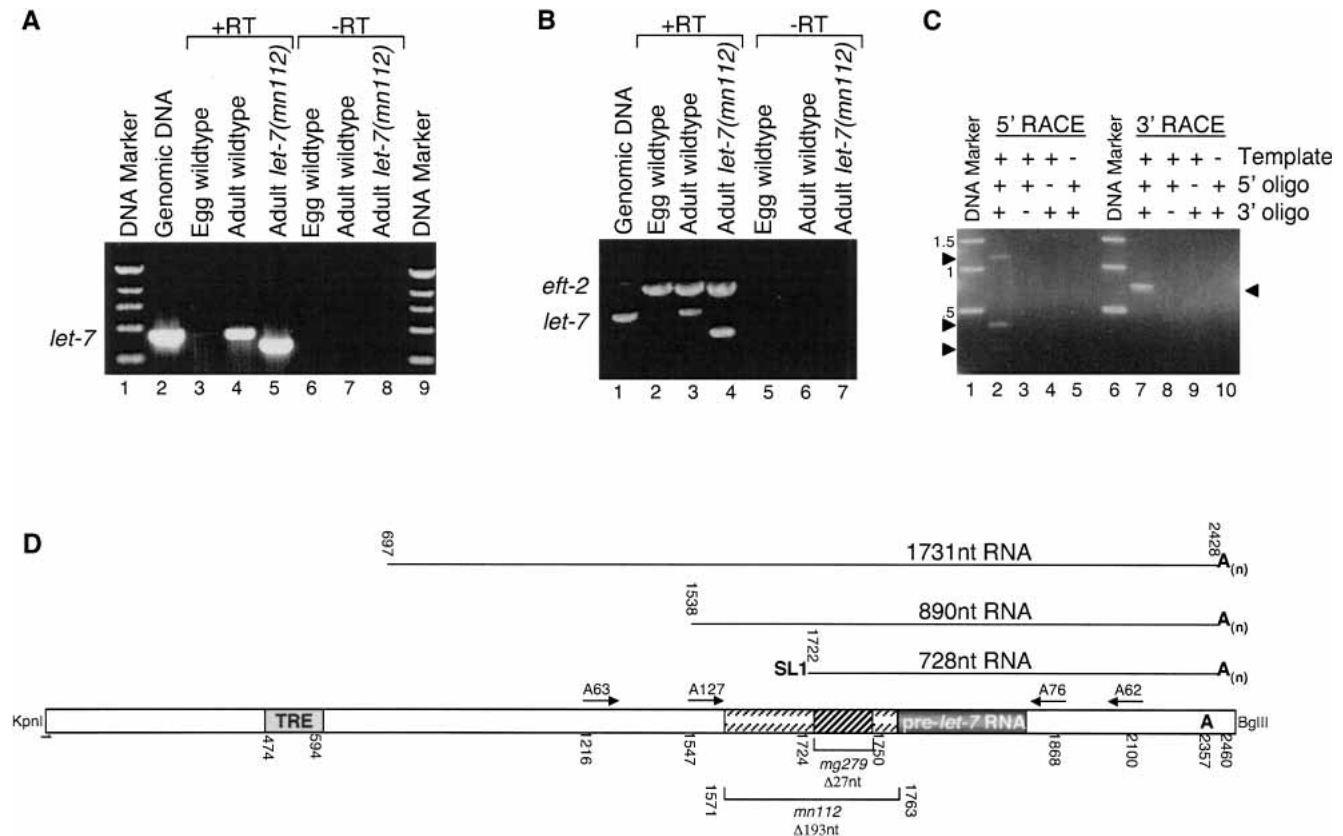 A
+RT
-RT
DNA Marker
Genomic DNA
Egg wildtype
Adult wildtype
Adult let-7(mn112)
Egg wildtype
Adult wildtype
Adult let-7(mn112)
DNA Marker
let-7
1 2 3 4 5 6 7 8 9
B
+RT
-RT
Genomic DNA
Egg wildtype
Adult wildtype
Adult let-7(mn112)
Egg wildtype
Adult wildtype
Adult let-7(mn112)
eft-2
let-7
1 2 3 4 5 6 7
C
DNA Marker
5' RACE
DNA Marker
3' RACE
+ + + - + + + - Template
+ + - + + + - + 5' oligo
+ - + + + - + + 3' oligo
1.5
1
.5
1 2 3 4 5 6 7 8 9 10
D
697
1731nt RNA
2428
A(n)
1538
890nt RNA
A(n)
1722
SL1
728nt RNA
A(n)
A63
A127
A76
A62
KpnI
TRE
pre-let-7 RNA
A
BglII
1
474
594
1216
1547
1724
1750
1868
2100
2357
2460
mg279
Δ27nt
1571
1763
mn112
Δ193nt